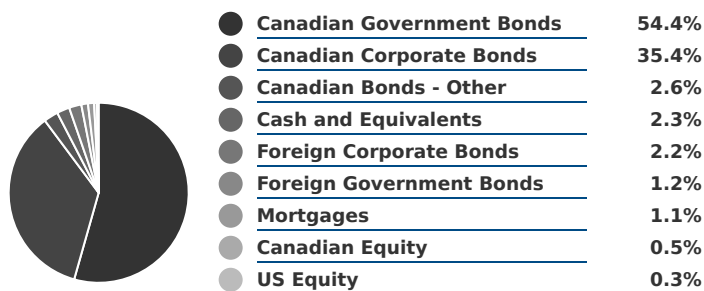 Canadian Government Bonds 54.4%
Canadian Corporate Bonds 35.4%
Canadian Bonds - Other 2.6%
Cash and Equivalents 2.3%
Foreign Corporate Bonds 2.2%
Foreign Government Bonds 1.2%
Mortgages 1.1%
Canadian Equity 0.5%
US Equity 0.3%